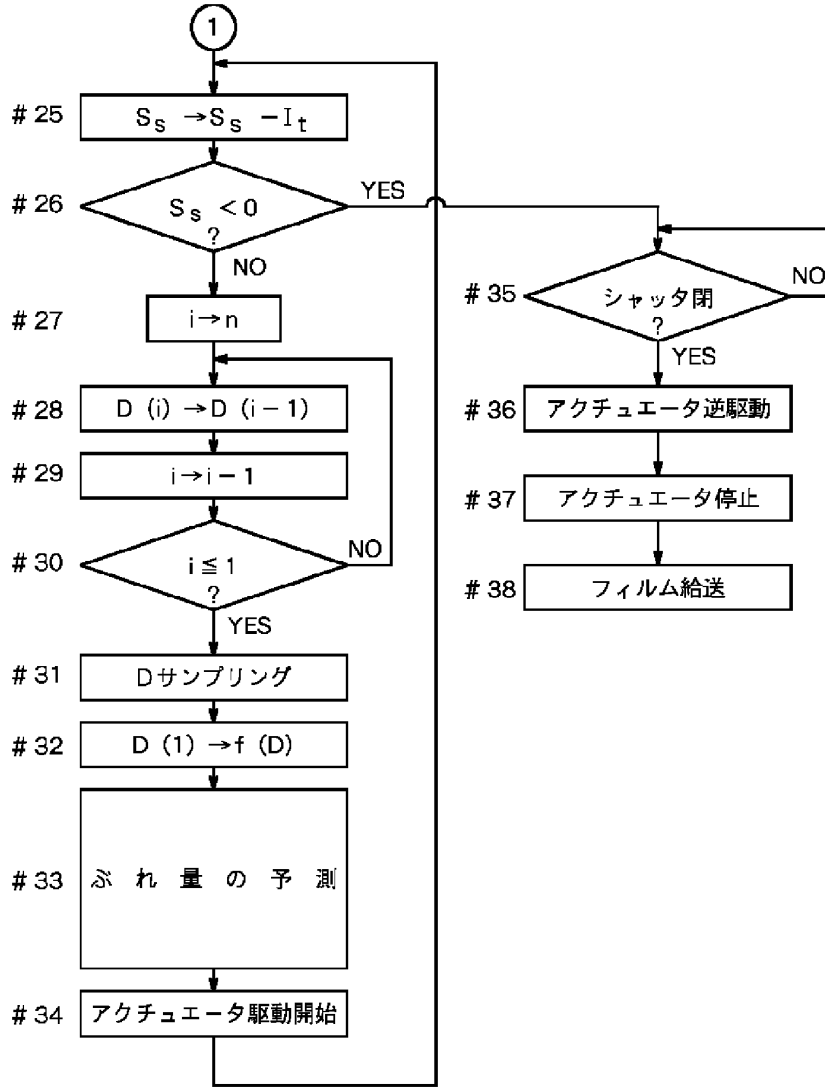 1
#25 Ss→Ss−It
#26 Ss<0
?
YES
NO
#27 i→n
#28 D(i)→D(i−1)
#29 i→i−1
#30 i≦1
?
NO
YES
#31 Dサンプリング
#32 D(1)→f(D)
#33 ぶれ量の予測
#34 アクチュエータ駆動開始
#35 シャッタ閉
?
NO
YES
#36 アクチュエータ逆駆動
#37 アクチュエータ停止
#38 フィルム給送